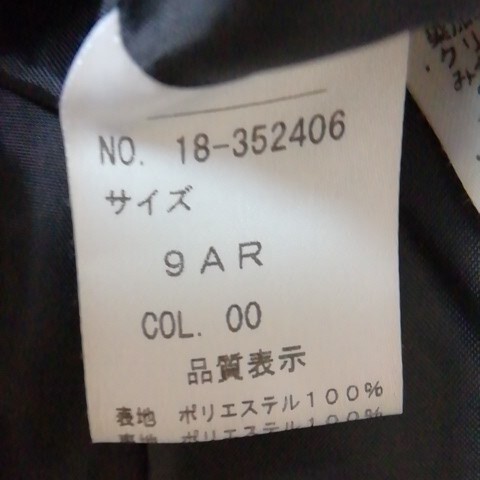 NO. 18-352406
サイズ
9AR
COL. 00
品質表示
表地 ポリエステル100%